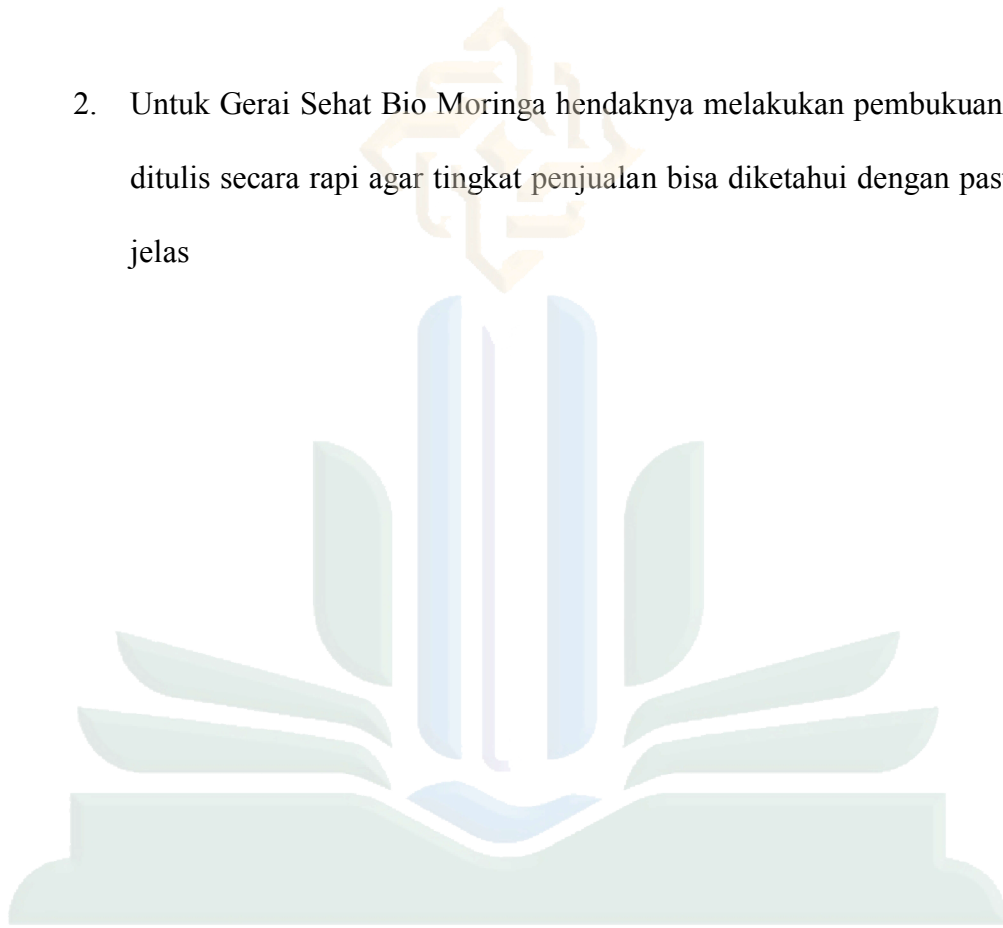 2. Untuk Gerai Sehat Bio Moringa hendaknya melakukan pembukuan
ditulis secara rapi agar tingkat penjualan bisa diketahui dengan pas
jelas